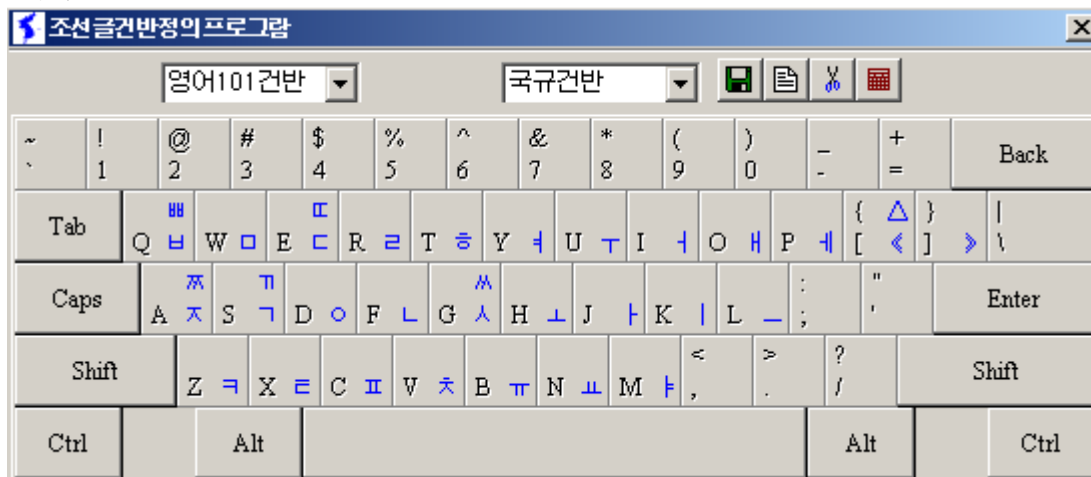 조선글건반정의프로그람
영어101건반 국규건반
~ ! @ # $ % ^ & * ( ) _ +
` 1 2 3 4 5 6 7 8 9 0 - = Back
ㅃ ㄸ { △ } |
Tab Q ㅂ W ㅁ E ㄷ R ㄹ T ㅎ Y ㅕ U ㅜ I ㅓ O ㅐ P ㅔ [ 《 ] 》 \
ㅉ ㄲ ㅆ : "
Caps A ㅈ S ㄱ D ㅇ F ㄴ G ㅅ H ㅗ J ㅏ K ㅣ L ㅡ ; ' Enter
< > ?
Shift Z ㅋ X ㅌ C ㅍ V ㅊ B ㅠ N ㅛ M ㅑ , . / Shift
Ctrl Alt Alt Ctrl